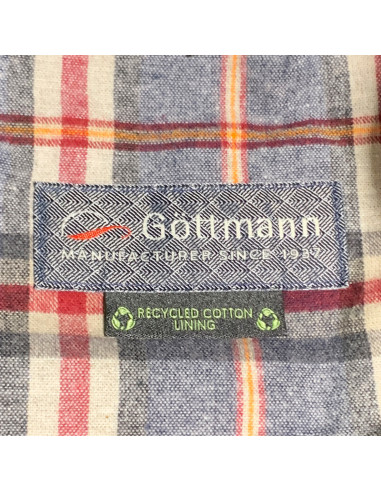 Göttmann
MANUFACTURER SINCE 1937
RECYCLED COTTON
LINING